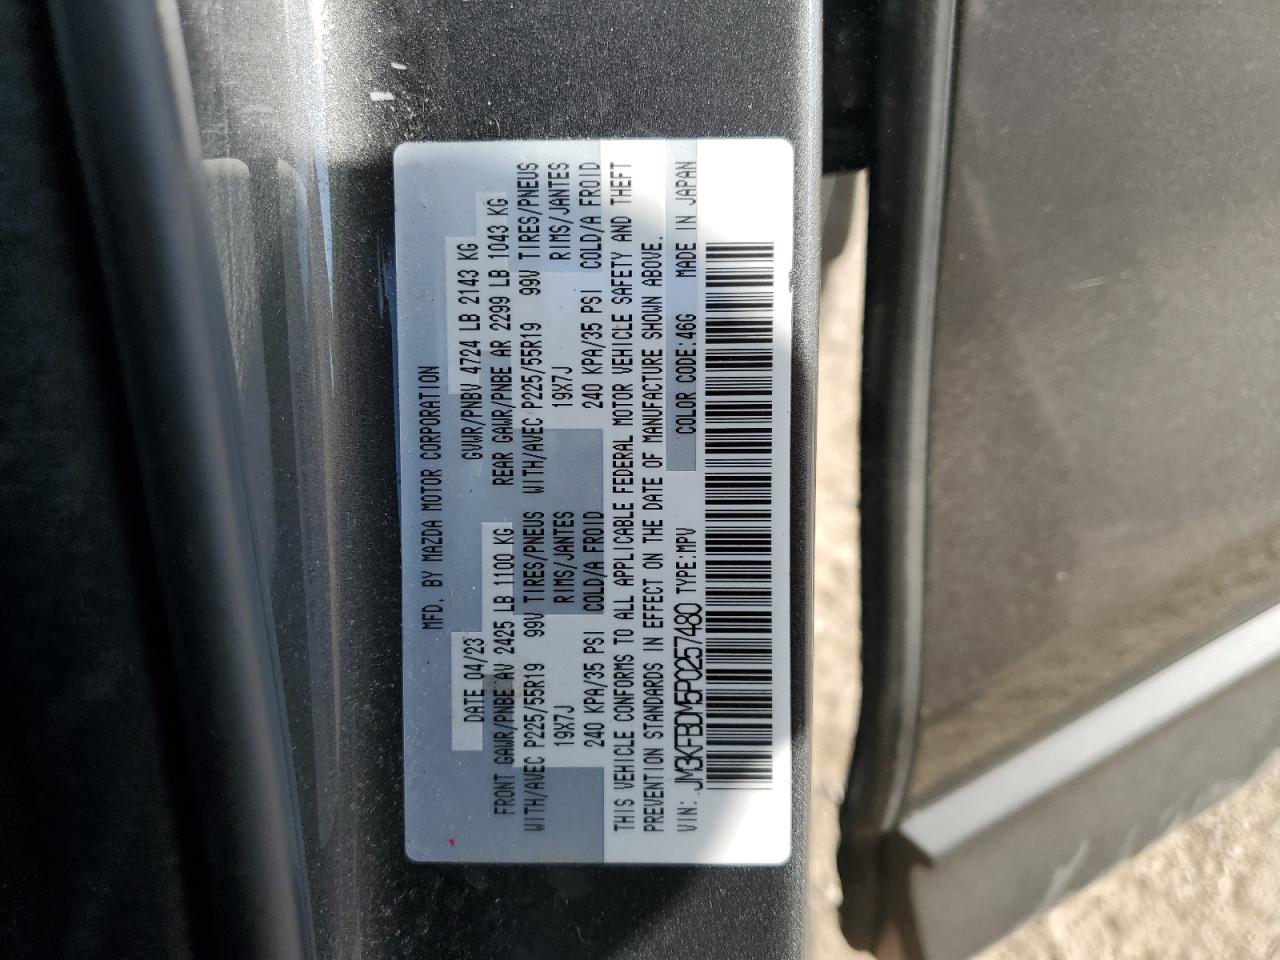 MFD. BY MAZDA MOTOR CORPORATION
DATE 04/23 GVWR/PNBV 4724 LB 2143 KG
FRONT GAWR/PNBE AV 2425 LB 1100 KG REAR GAWR/PNBE AR 2299 LB 1043 KG
WITH/AVEC P225/55R19 99V TIRES/PNEUS WITH/AVEC P225/55R19 99V TIRES/PNEUS
19X7J RIMS/JANTES 19X7J RIMS/JANTES
240 KPA/35 PSI COLD/A FROID 240 KPA/35 PSI COLD/A FROID
THIS VEHICLE CONFORMS TO ALL APPLICABLE FEDERAL MOTOR VEHICLE SAFETY AND THEFT
PREVENTION STANDARDS IN EFFECT ON THE DATE OF MANUFACTURE SHOWN ABOVE.
VIN: JM3KFBDM5P0257480 TYPE:MPV COLOR CODE:46G MADE IN JAPAN